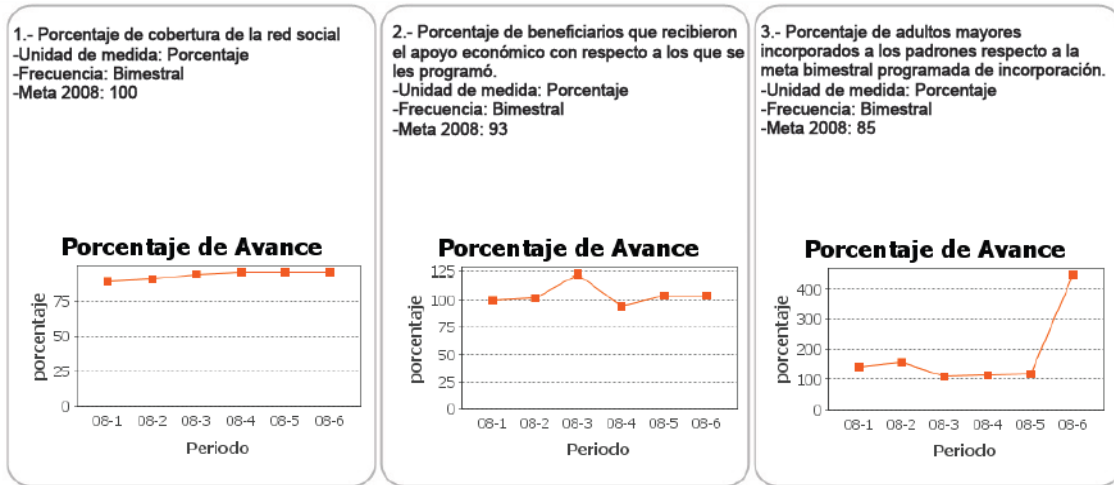 1.- Porcentaje de cobertura de la red social
-Unidad de medida: Porcentaje
-Frecuencia: Bimestral
-Meta 2008: 100
Porcentaje de Avance
porcentaje
75
50
25
0
08-1 08-2 08-3 08-4 08-5 08-6
Periodo
2.- Porcentaje de beneficiarios que recibieron
el apoyo económico con respecto a los que se
les programó.
-Unidad de medida: Porcentaje
-Frecuencia: Bimestral
-Meta 2008: 93
Porcentaje de Avance
porcentaje
125
100
75
50
25
0
08-1 08-2 08-3 08-4 08-5 08-6
Periodo
3.- Porcentaje de adultos mayores
incorporados a los padrones respecto a la
meta bimestral programada de incorporación.
-Unidad de medida: Porcentaje
-Frecuencia: Bimestral
-Meta 2008: 85
Porcentaje de Avance
porcentaje
400
300
200
100
0
08-1 08-2 08-3 08-4 08-5 08-6
Periodo